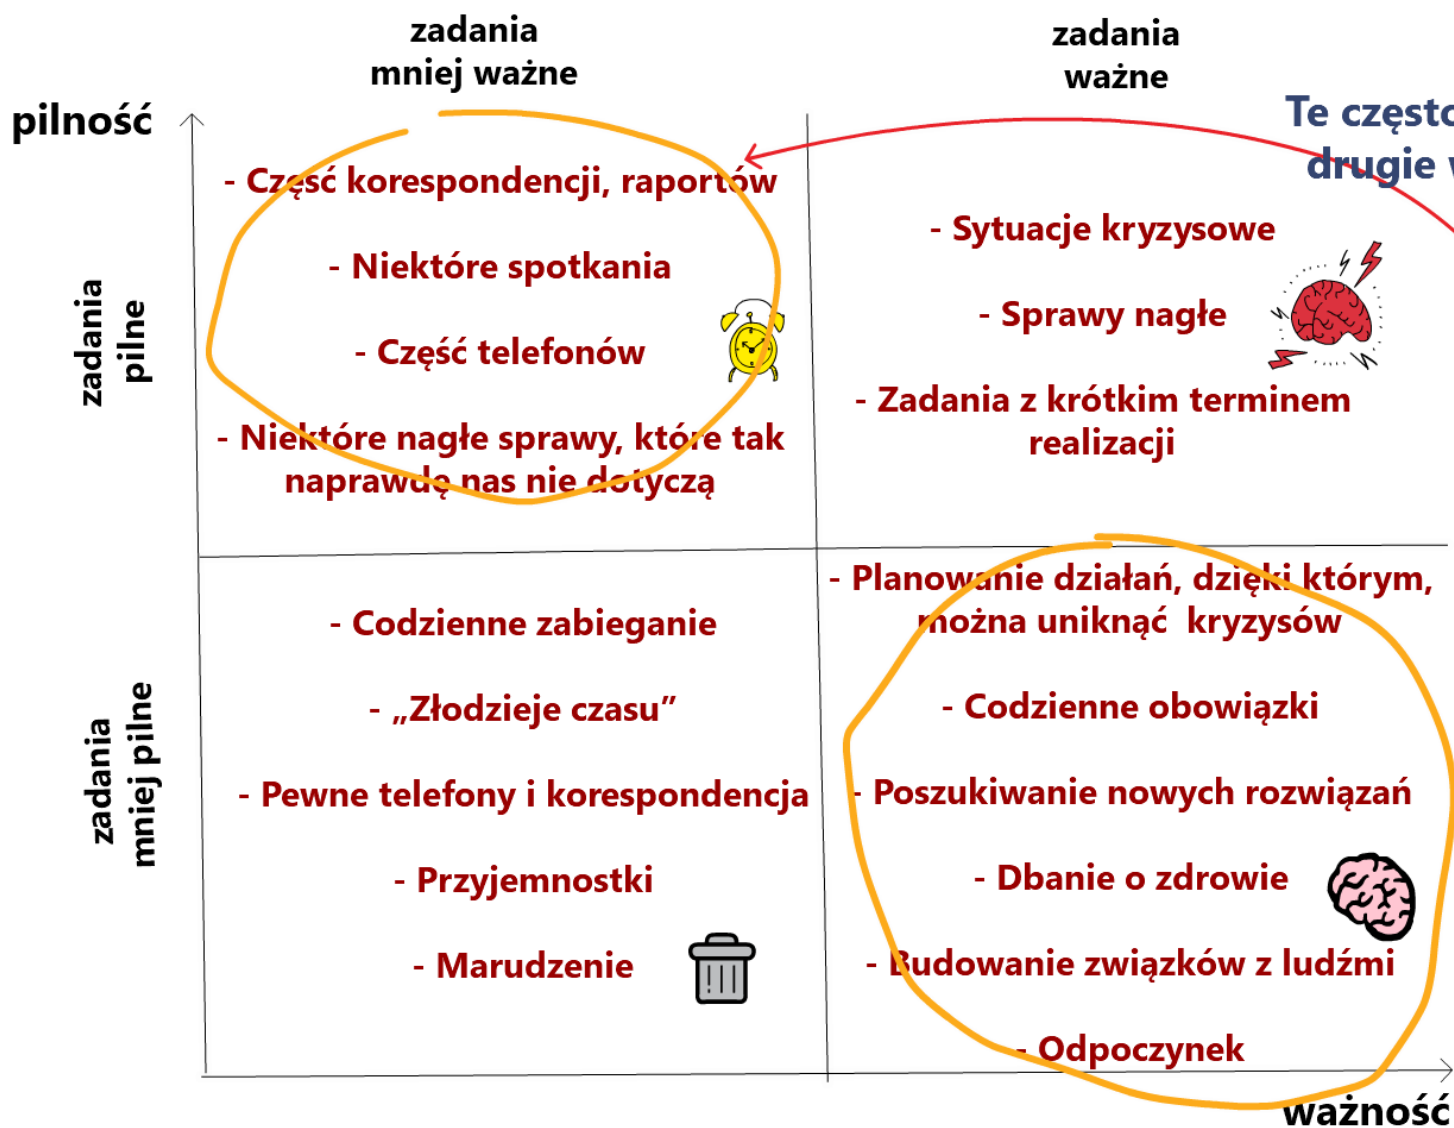 zadania
mniej ważne
zadania
ważne
pilność
Te często
drugie
zadania
pilne
- Część korespondencji, raportów
- Niektóre spotkania
- Część telefonów
- Niektóre nagłe sprawy, które tak
naprawdę nas nie dotyczą
- Sytuacje kryzysowe
- Sprawy nagłe
- Zadania z krótkim terminem
realizacji
zadania
mniej pilne
- Codzienne zabieganie
- „Złodzieje czasu”
- Pewne telefony i korespondencja
- Przyjemnostki
- Marudzenie
- Planowanie działań, dzięki którym,
można uniknąć  kryzysów
- Codzienne obowiązki
- Poszukiwanie nowych rozwiązań
- Dbanie o zdrowie
- Budowanie związków z ludźmi
- Odpoczynek
ważność